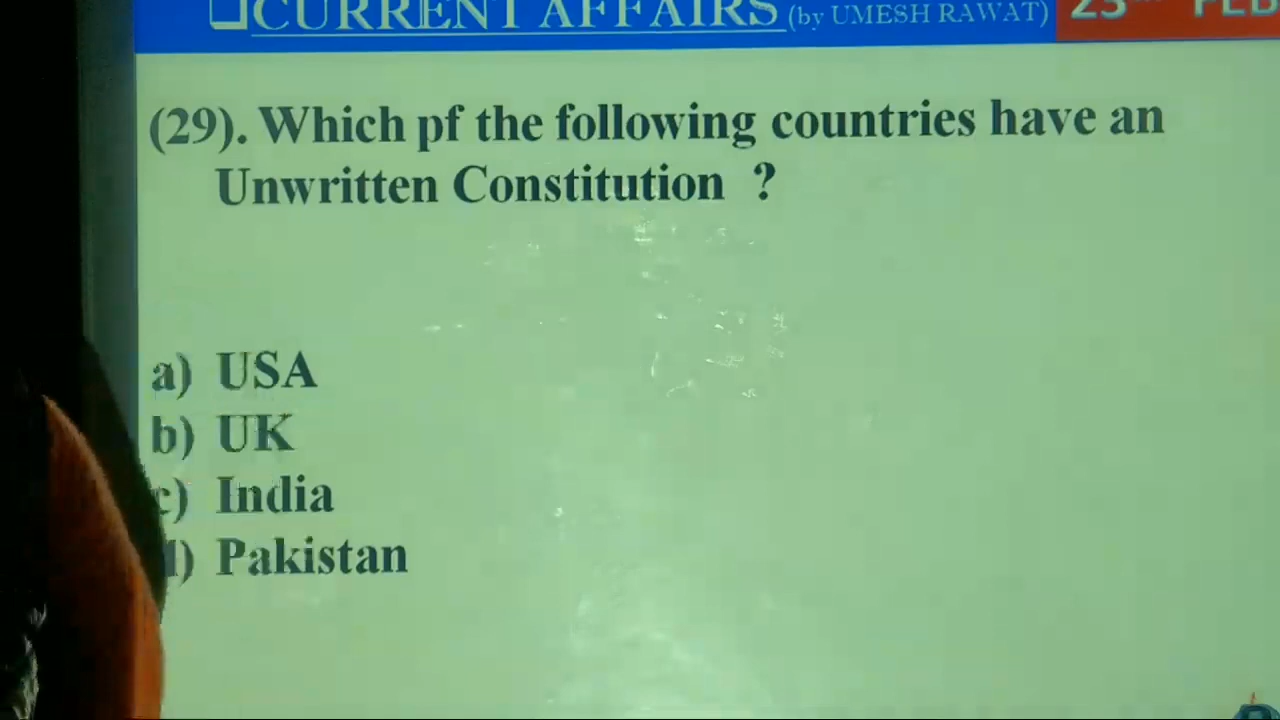 CURRENT AFFAIRS (by UMESH RAWAT)
(29). Which pf the following countries have an
Unwritten Constitution ?
a) USA
b) UK
c) India
) Pakistan